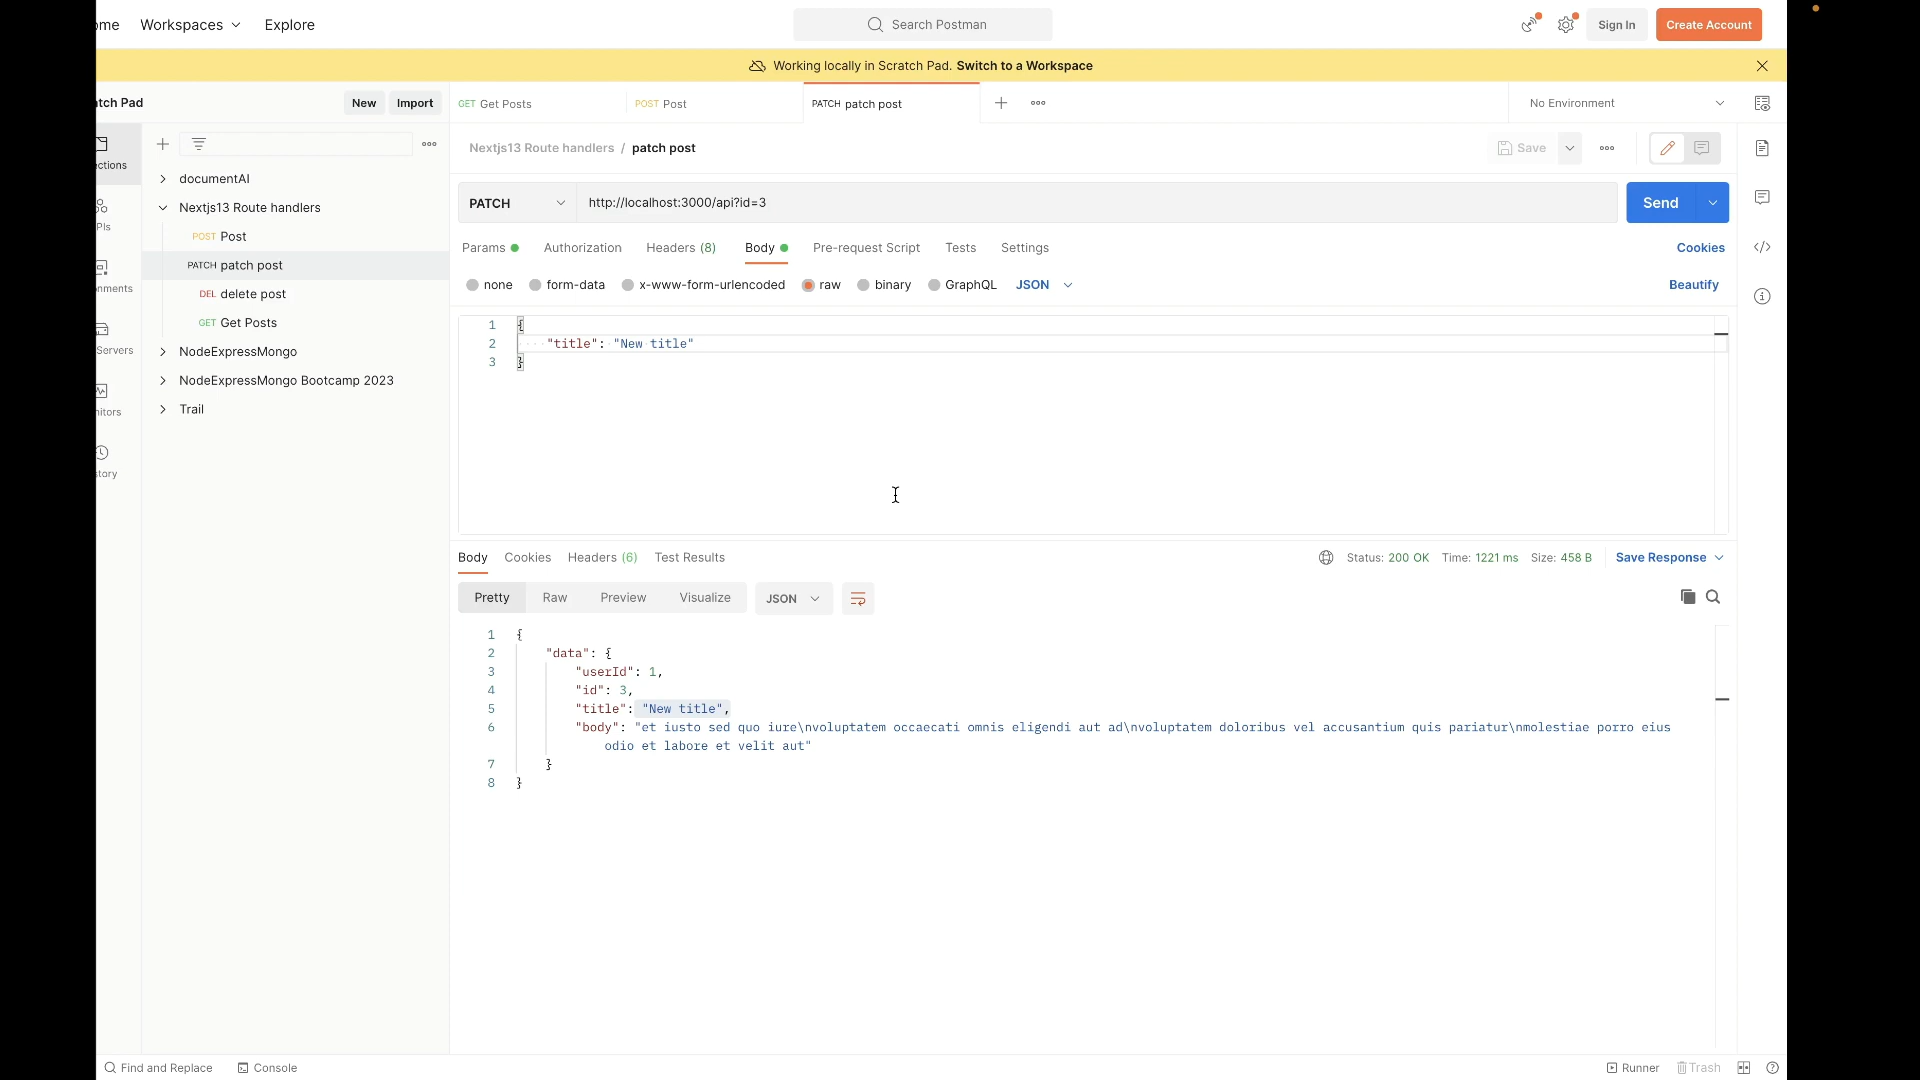 ome Workspaces Explore Search Postman Sign In Create Account
Working locally in Scratch Pad. Switch to a Workspace
atch Pad New Import GET Get Posts POST Post PATCH patch post No Environment
Nextjs13 Route handlers / patch post Save
ctions
documentAI
Nextjs13 Route handlers
POST Post
PATCH patch post
DEL delete post
GET Get Posts
NodeExpressMongo
NodeExpressMongo Bootcamp 2023
Trail
PIs
nments
Servers
nitors
story
PATCH http://localhost:3000/api?id=3 Send
Params Authorization Headers (8) Body Pre-request Script Tests Settings Cookies
none form-data x-www-form-urlencoded raw binary GraphQL JSON Beautify
1 {
2 ····"title":·"New·title"
3 }
Body Cookies Headers (6) Test Results Status: 200 OK Time: 1221 ms Size: 458 B Save Response
Pretty Raw Preview Visualize JSON
1 {
2 "data": {
3 "userId": 1,
4 "id": 3,
5 "title": "New title",
6 "body": "et iusto sed quo iure\nvoluptatem occaecati omnis eligendi aut ad\nvoluptatem doloribus vel accusantium quis pariatur\nmolestiae porro eius
odio et labore et velit aut"
7 }
8 }
Find and Replace Console Runner Trash